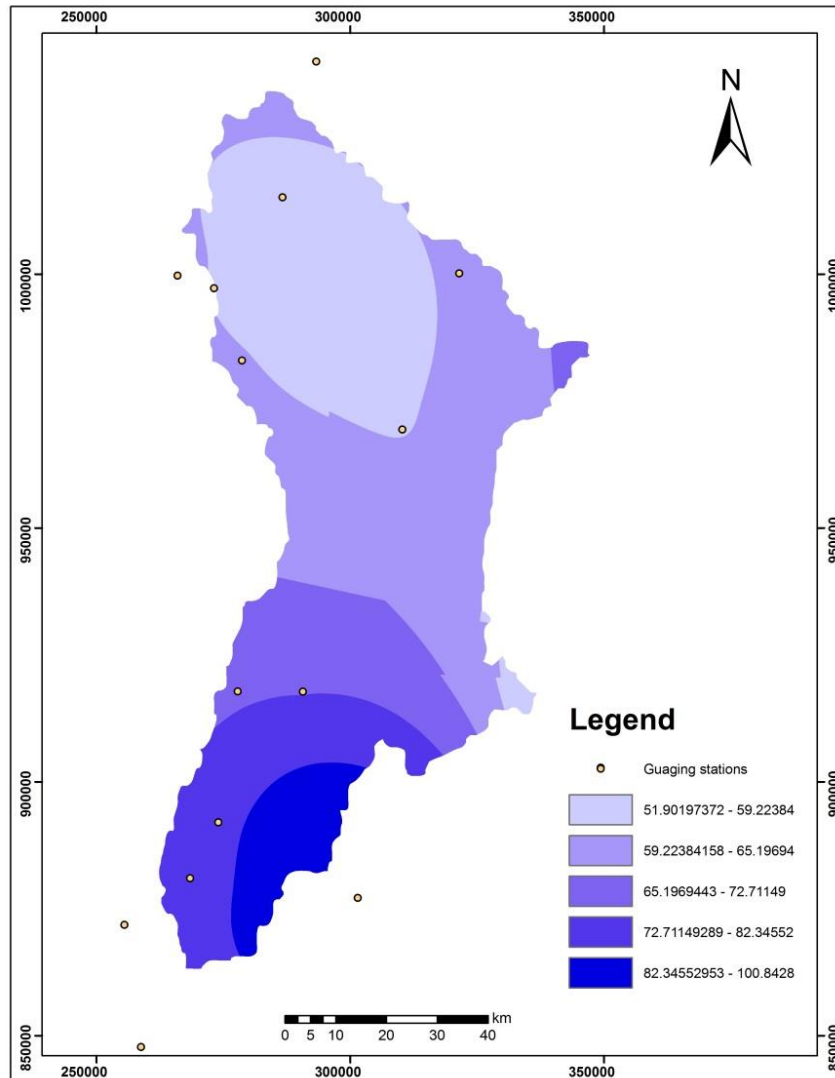 250000 300000 350000
N
1000000 1000000
950000 950000
Legend
Guaging stations
51.90197372 - 59.22384
900000 900000
59.22384158 - 65.19694
65.1969443 - 72.71149
72.71149289 - 82.34552
82.34552953 - 100.8428
km
0 5 10 20 30 40
850000 850000
250000 300000 350000